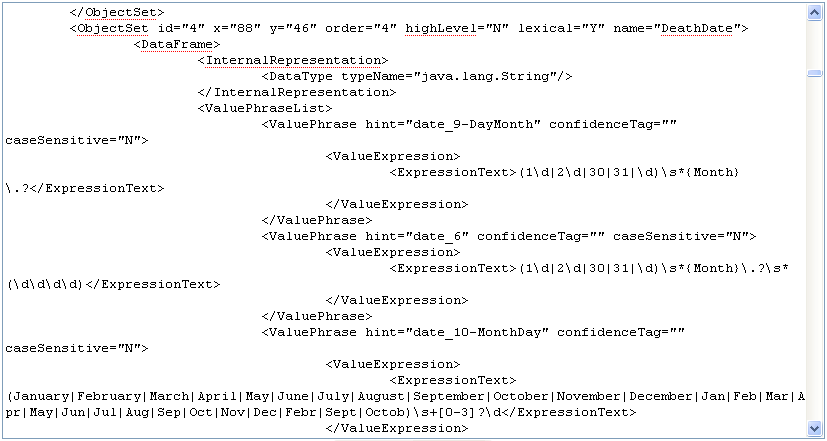 </ObjectSet>
<ObjectSet id="4" x="88" y="46" order="4" highLevel="N" lexical="Y" name="DeathDate">
<DataFrame>
<InternalRepresentation>
<DataType typeName="java.lang.String"/>
</InternalRepresentation>
<ValuePhraseList>
<ValuePhrase hint="date_9-DayMonth" confidenceTag=""
caseSensitive="N">
<ValueExpression>
<ExpressionText>(1\d|2\d|30|31|\d)\s*{Month}
\.?</ExpressionText>
</ValueExpression>
</ValuePhrase>
<ValuePhrase hint="date_6" confidenceTag="" caseSensitive="N">
<ValueExpression>
<ExpressionText>(1\d|2\d|30|31|\d)\s*{Month}\.?\s*
(\d\d\d\d)</ExpressionText>
</ValueExpression>
</ValuePhrase>
<ValuePhrase hint="date_10-MonthDay" confidenceTag=""
caseSensitive="N">
<ValueExpression>
<ExpressionText>
(January|February|March|April|May|June|July|August|September|October|November|December|Jan|Feb|Mar|A
pr|May|Jun|Jul|Aug|Sep|Oct|Nov|Dec|Febr|Sept|Octob)\s+[0-3]?\d</ExpressionText>
</ValueExpression>